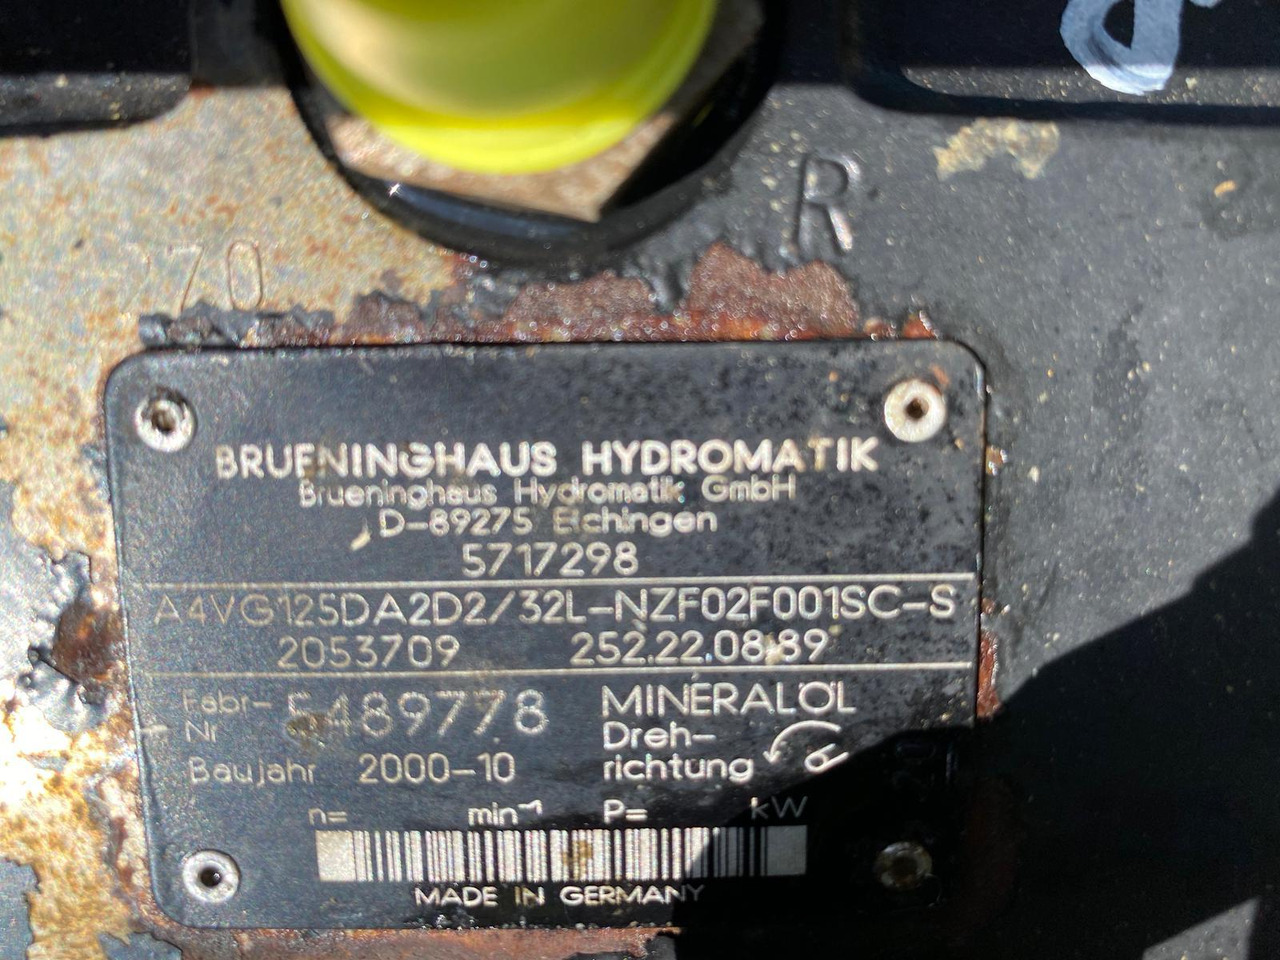 R
70
BRUENINGHAUS HYDROMATIK
Brueninghaus Hydromatik GmbH
D-89275 Elchingen
5717298
A4VG125DA2D2/32L-NZF02F001SC-S
2053709 252.22.08.89
Fabr-Nr 5489778
MINERALÖL
Dreh-
richtung
Baujahr 2000-10
n= min⁻¹ P= kW
MADE IN GERMANY